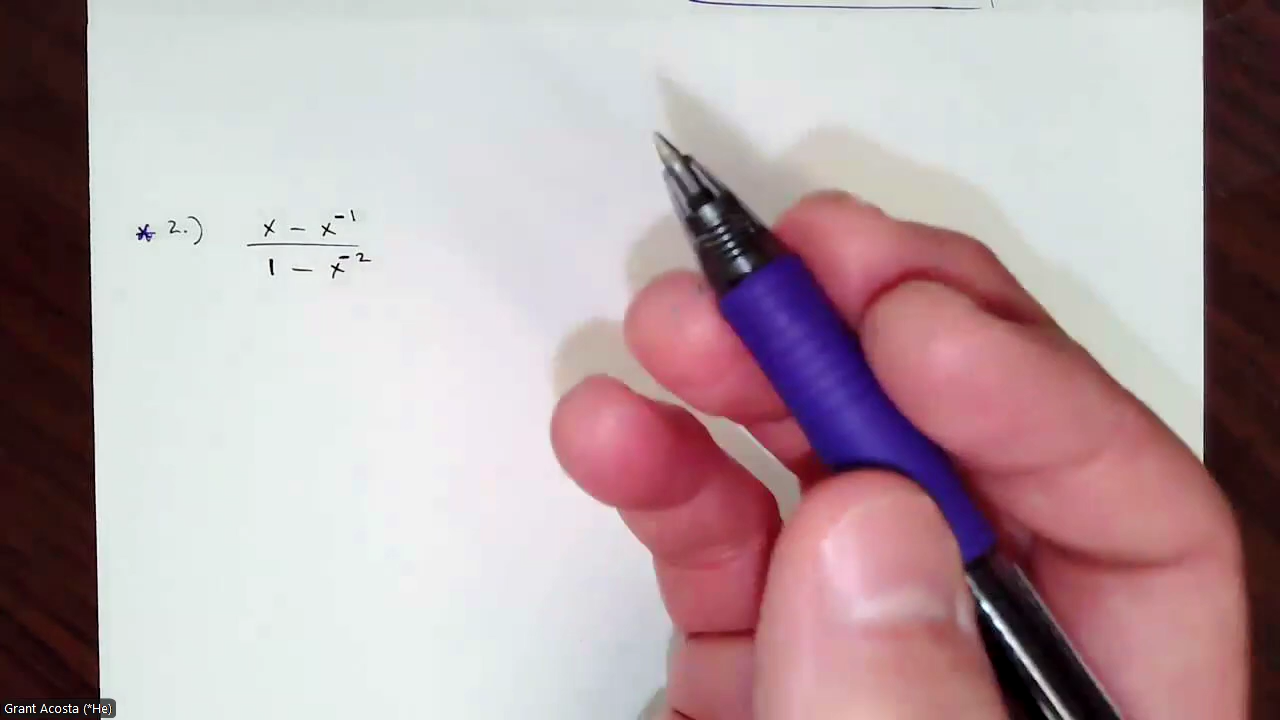 * 2.) x - x⁻¹
1 - x⁻²
Grant Acosta (*He)